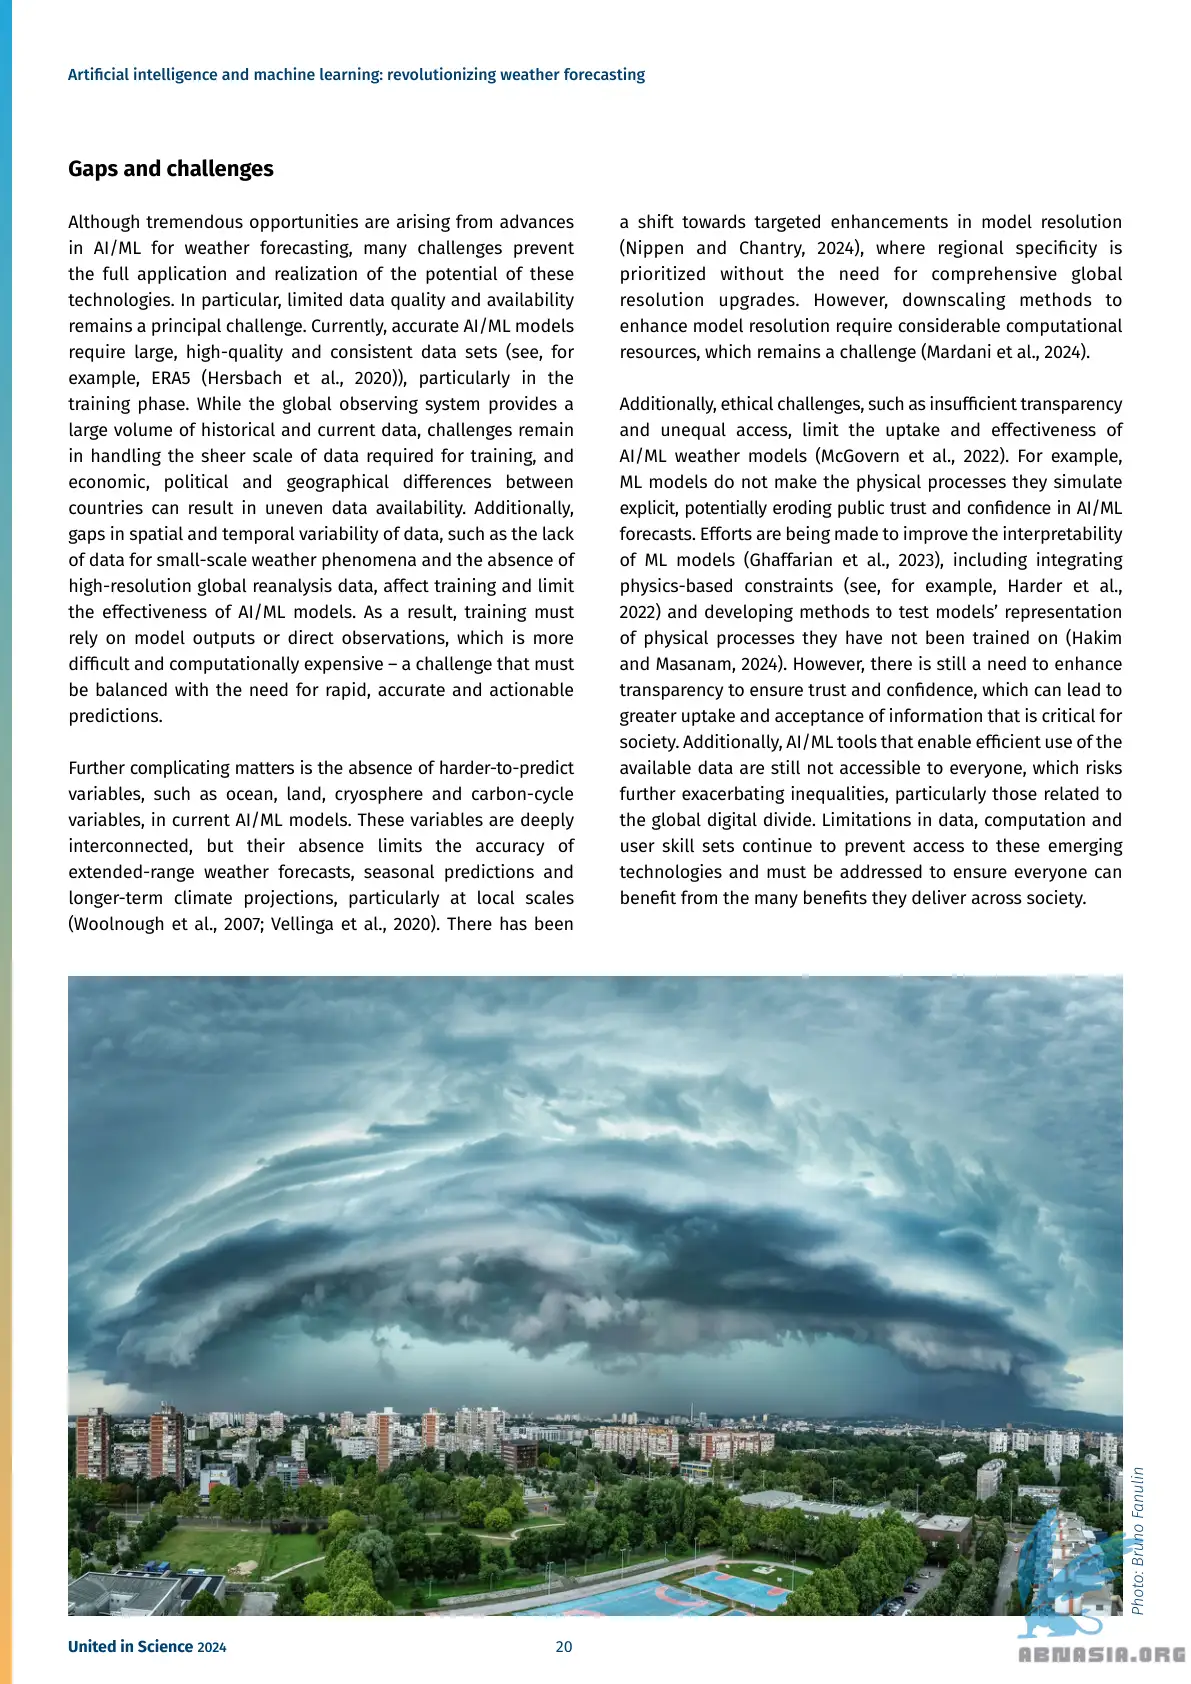 Artificial intelligence and machine learning: revolutionizing weather forecasting
Gaps and challenges
Although tremendous opportunities are arising from advances
in AI/ML for weather forecasting, many challenges prevent
the full application and realization of the potential of these
technologies. In particular, limited data quality and availability
remains a principal challenge. Currently, accurate AI/ML models
require large, high-quality and consistent data sets (see, for
example, ERA5 (Hersbach et al., 2020)), particularly in the
training phase. While the global observing system provides a
large volume of historical and current data, challenges remain
in handling the sheer scale of data required for training, and
economic, political and geographical differences between
countries can result in uneven data availability. Additionally,
gaps in spatial and temporal variability of data, such as the lack
of data for small-scale weather phenomena and the absence of
high-resolution global reanalysis data, affect training and limit
the effectiveness of AI/ML models. As a result, training must
rely on model outputs or direct observations, which is more
difficult and computationally expensive – a challenge that must
be balanced with the need for rapid, accurate and actionable
predictions.
Further complicating matters is the absence of harder-to-predict
variables, such as ocean, land, cryosphere and carbon-cycle
variables, in current AI/ML models. These variables are deeply
interconnected, but their absence limits the accuracy of
extended-range weather forecasts, seasonal predictions and
longer-term climate projections, particularly at local scales
(Woolnough et al., 2007; Vellinga et al., 2020). There has been
a shift towards targeted enhancements in model resolution
(Nippen and Chantry, 2024), where regional specificity is
prioritized without the need for comprehensive global
resolution upgrades. However, downscaling methods to
enhance model resolution require considerable computational
resources, which remains a challenge (Mardani et al., 2024).
Additionally, ethical challenges, such as insufficient transparency
and unequal access, limit the uptake and effectiveness of
AI/ML weather models (McGovern et al., 2022). For example,
ML models do not make the physical processes they simulate
explicit, potentially eroding public trust and confidence in AI/ML
forecasts. Efforts are being made to improve the interpretability
of ML models (Ghaffarian et al., 2023), including integrating
physics-based constraints (see, for example, Harder et al.,
2022) and developing methods to test models’ representation
of physical processes they have not been trained on (Hakim
and Masanam, 2024). However, there is still a need to enhance
transparency to ensure trust and confidence, which can lead to
greater uptake and acceptance of information that is critical for
society. Additionally, AI/ML tools that enable efficient use of the
available data are still not accessible to everyone, which risks
further exacerbating inequalities, particularly those related to
the global digital divide. Limitations in data, computation and
user skill sets continue to prevent access to these emerging
technologies and must be addressed to ensure everyone can
benefit from the many benefits they deliver across society.
Photo: Bruno Fanulin
United in Science 2024
20
ABNASIA.ORG